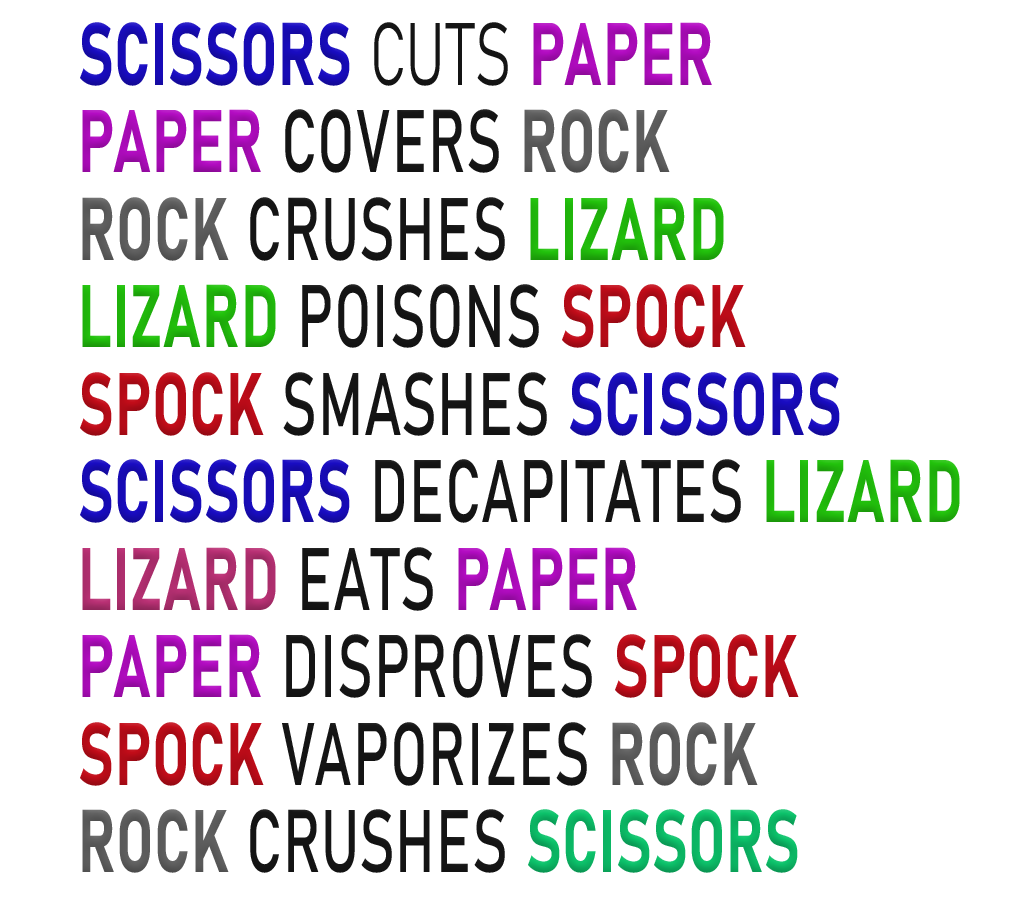 SCISSORS CUTS PAPER
PAPER COVERS ROCK
ROCK CRUSHES LIZARD
LIZARD POISONS SPOCK
SPOCK SMASHES SCISSORS
SCISSORS DECAPITATES LIZARD
LIZARD EATS PAPER
PAPER DISPROVES SPOCK
SPOCK VAPORIZES ROCK
ROCK CRUSHES SCISSORS